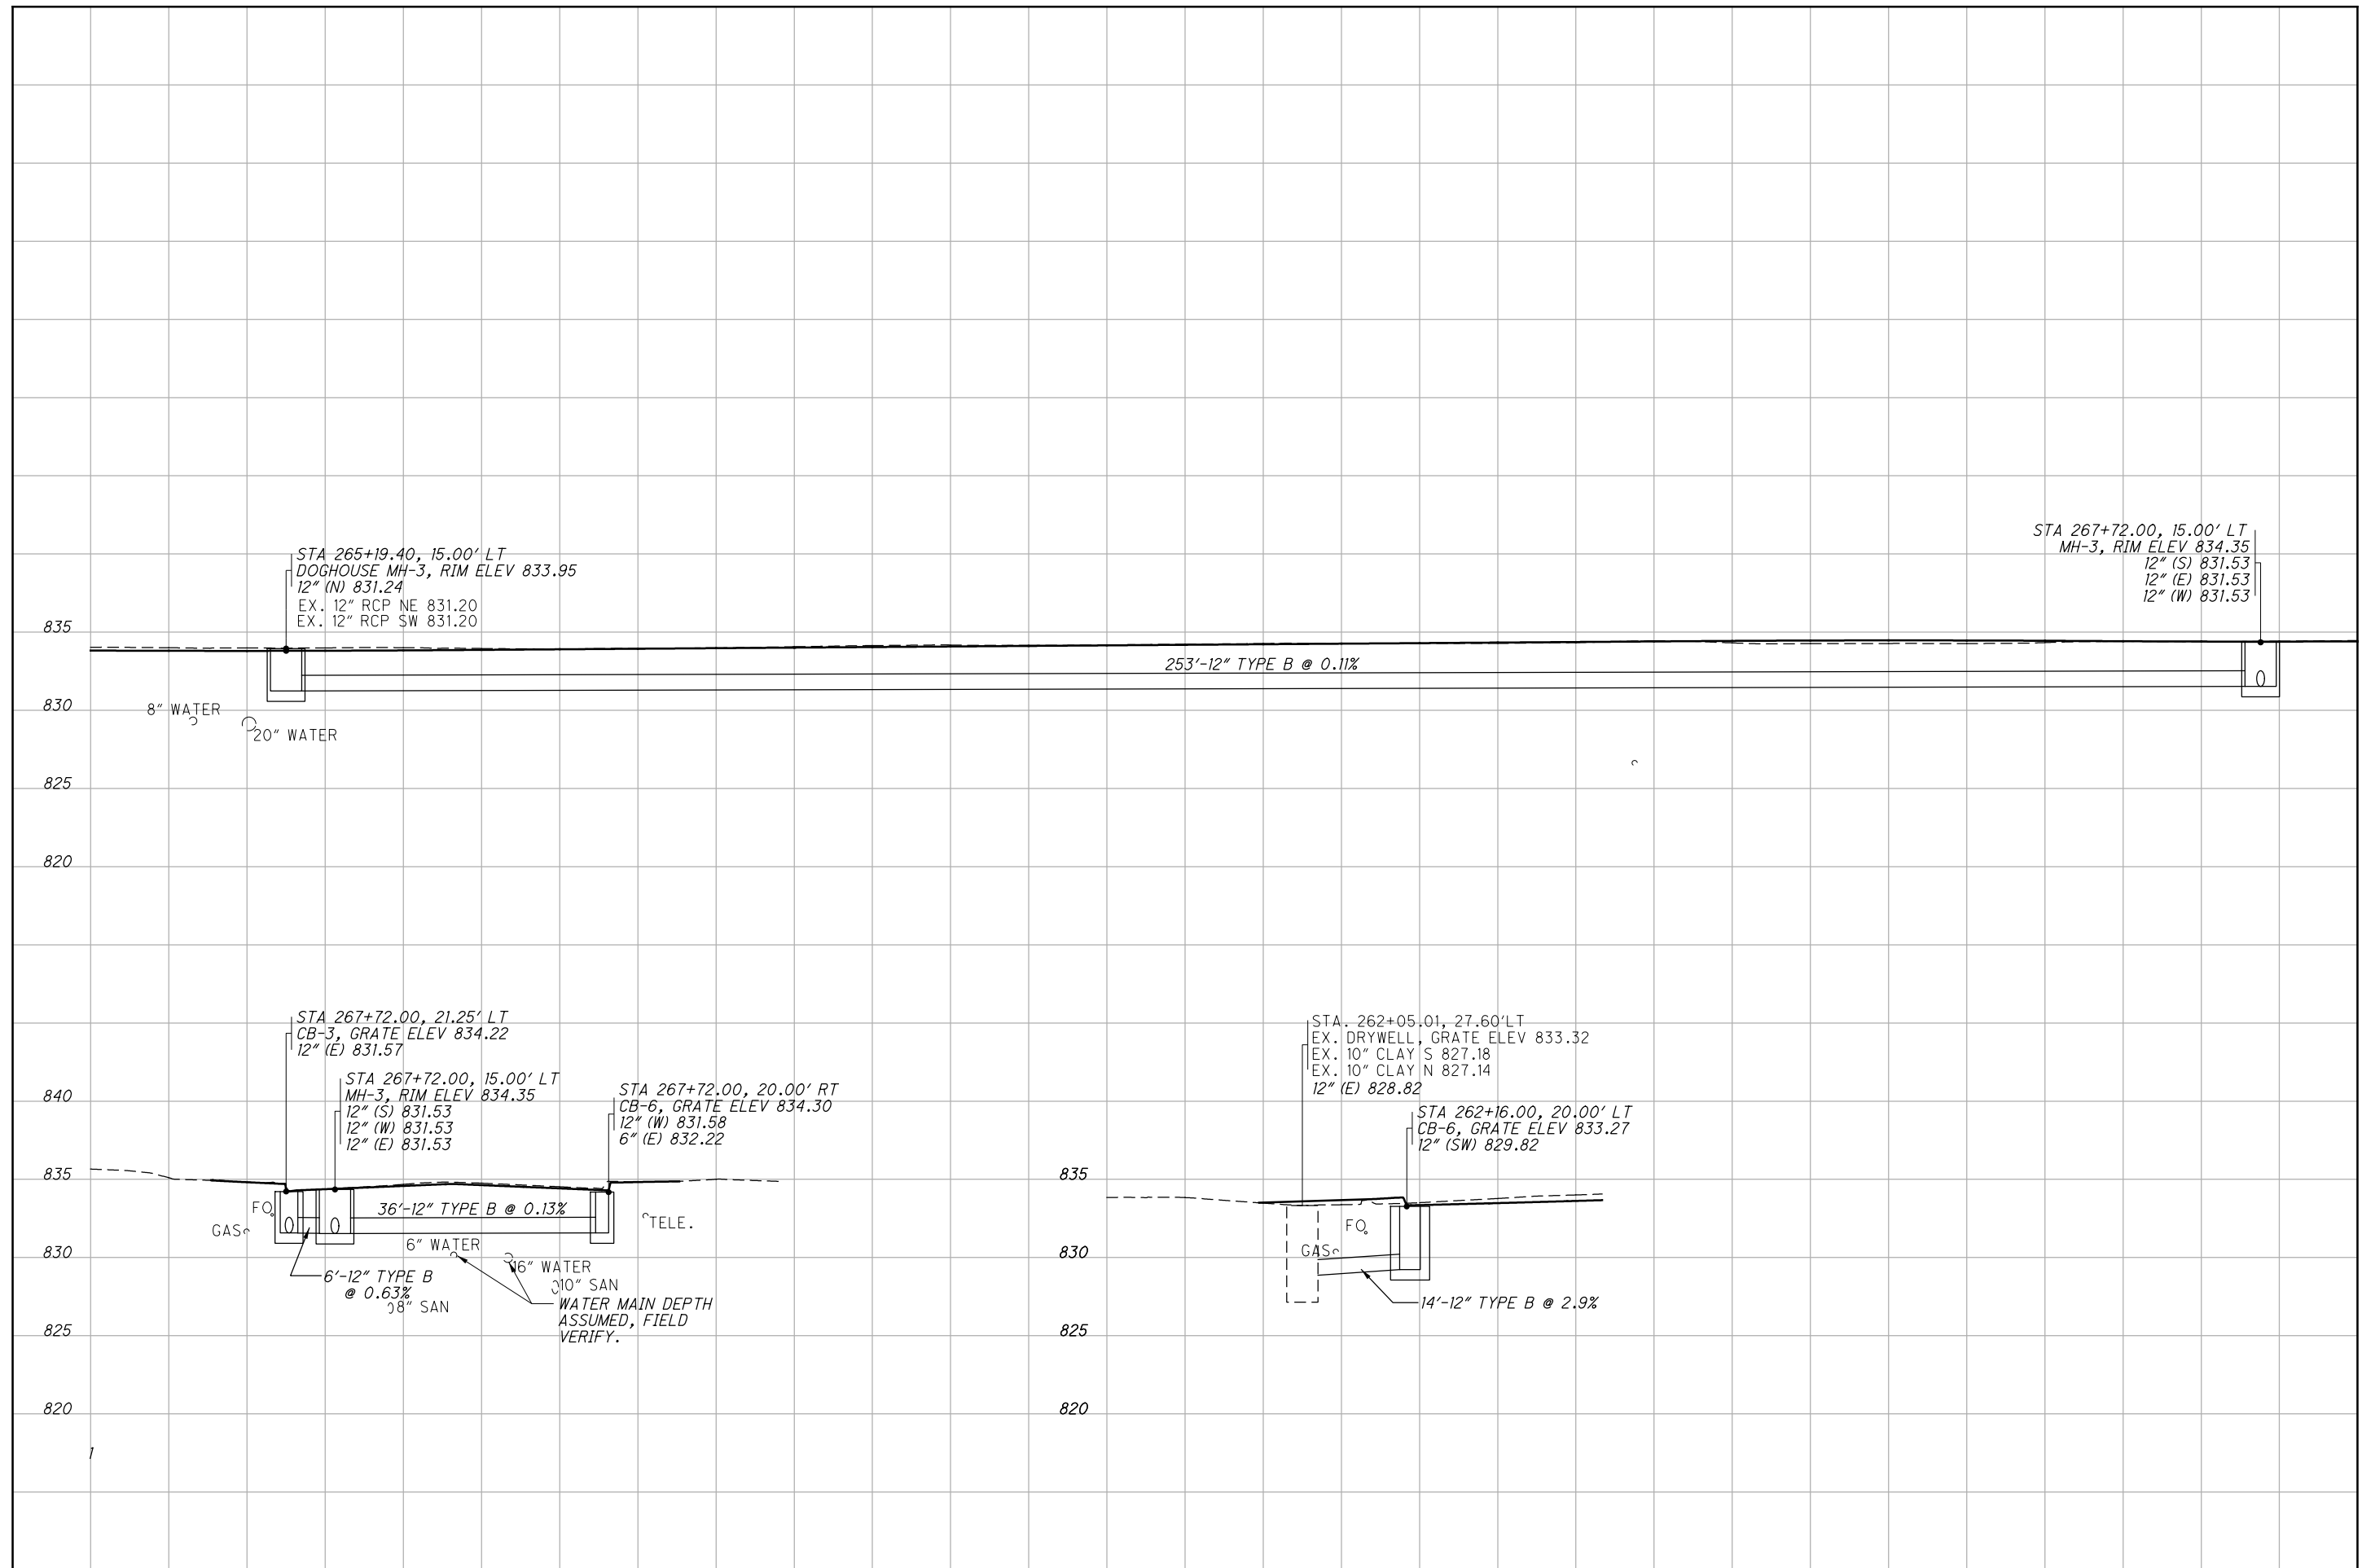 STA 265+19.40, 15.00' LT
DOGHOUSE MH-3, RIM ELEV 833.95
12" (N) 831.24
EX. 12" RCP NE 831.20
EX. 12" RCP SW 831.20
STA 267+72.00, 15.00' LT
MH-3, RIM ELEV 834.35
12" (S) 831.53
12" (E) 831.53
12" (W) 831.53
835
253'-12" TYPE B @ 0.11%
830
8" WATER
20" WATER
825
820
STA 267+72.00, 21.25' LT
CB-3, GRATE ELEV 834.22
12" (E) 831.57
STA 267+72.00, 15.00' LT
MH-3, RIM ELEV 834.35
12" (S) 831.53
12" (W) 831.53
12" (E) 831.53
STA 267+72.00, 20.00' RT
CB-6, GRATE ELEV 834.30
12" (W) 831.58
6" (E) 832.22
840
835
FO
GAS
36'-12" TYPE B @ 0.13%
TELE.
830
6" WATER
16" WATER
10" SAN
6'-12" TYPE B
@ 0.63%
8" SAN
WATER MAIN DEPTH
ASSUMED, FIELD
VERIFY.
825
820
1
STA. 262+05.01, 27.60'LT
EX. DRYWELL, GRATE ELEV 833.32
EX. 10" CLAY S 827.18
EX. 10" CLAY N 827.14
12" (E) 828.82
STA 262+16.00, 20.00' LT
CB-6, GRATE ELEV 833.27
12" (SW) 829.82
835
FO
GAS
830
14'-12" TYPE B @ 2.9%
825
820